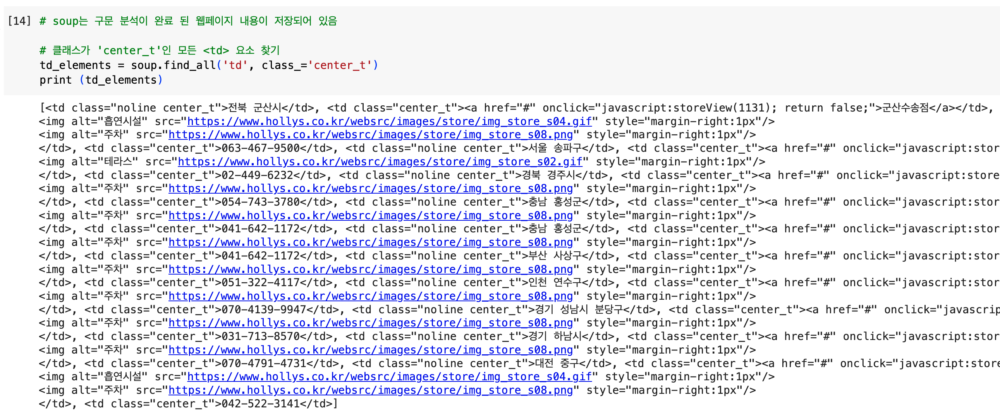 [14] # soup는 구문 분석이 완료 된 웹페이지 내용이 저장되어 있음
# 클래스가 'center_t'인 모든 <td> 요소 찾기
td_elements = soup.find_all('td', class_='center_t')
print (td_elements)
[<td class="noline center_t">전북 군산시</td>, <td class="center_t"><a href="#" onclick="javascript:storeView(1131); return false;">군산수송점</a></td>,
<img alt="흡연시설" src="https://www.hollys.co.kr/websrc/images/store/img_store_s04.gif" style="margin-right:1px"/>
<img alt="주차" src="https://www.hollys.co.kr/websrc/images/store/img_store_s08.png" style="margin-right:1px"/>
</td>, <td class="center_t">063-467-9500</td>, <td class="noline center_t">서울 송파구</td>, <td class="center_t"><a href="#" onclick="javascript:stor
<img alt="테라스" src="https://www.hollys.co.kr/websrc/images/store/img_store_s02.gif" style="margin-right:1px"/>
</td>, <td class="center_t">02-449-6232</td>, <td class="noline center_t">경북 경주시</td>, <td class="center_t"><a href="#" onclick="javascript:store
<img alt="주차" src="https://www.hollys.co.kr/websrc/images/store/img_store_s08.png" style="margin-right:1px"/>
</td>, <td class="center_t">054-743-3780</td>, <td class="noline center_t">충남 홍성군</td>, <td class="center_t"><a href="#" onclick="javascript:stor
<img alt="주차" src="https://www.hollys.co.kr/websrc/images/store/img_store_s08.png" style="margin-right:1px"/>
</td>, <td class="center_t">041-642-1172</td>, <td class="noline center_t">충남 홍성군</td>, <td class="center_t"><a href="#" onclick="javascript:stor
<img alt="주차" src="https://www.hollys.co.kr/websrc/images/store/img_store_s08.png" style="margin-right:1px"/>
</td>, <td class="center_t">041-642-1172</td>, <td class="noline center_t">부산 사상구</td>, <td class="center_t"><a href="#" onclick="javascript:stor
<img alt="주차" src="https://www.hollys.co.kr/websrc/images/store/img_store_s08.png" style="margin-right:1px"/>
</td>, <td class="center_t">051-322-4117</td>, <td class="noline center_t">인천 연수구</td>, <td class="center_t"><a href="#" onclick="javascript:stor
<img alt="주차" src="https://www.hollys.co.kr/websrc/images/store/img_store_s08.png" style="margin-right:1px"/>
</td>, <td class="center_t">070-4139-9947</td>, <td class="noline center_t">경기 성남시 분당구</td>, <td class="center_t"><a href="#" onclick="javascrip
<img alt="주차" src="https://www.hollys.co.kr/websrc/images/store/img_store_s08.png" style="margin-right:1px"/>
</td>, <td class="center_t">031-713-8570</td>, <td class="noline center_t">경기 하남시</td>, <td class="center_t"><a href="#" onclick="javascript:stor
<img alt="주차" src="https://www.hollys.co.kr/websrc/images/store/img_store_s08.png" style="margin-right:1px"/>
</td>, <td class="center_t">070-4791-4731</td>, <td class="noline center_t">대전 중구</td>, <td class="center_t"><a href="#" onclick="javascript:store
<img alt="흡연시설" src="https://www.hollys.co.kr/websrc/images/store/img_store_s04.gif" style="margin-right:1px"/>
<img alt="주차" src="https://www.hollys.co.kr/websrc/images/store/img_store_s08.png" style="margin-right:1px"/>
</td>, <td class="center_t">042-522-3141</td>]